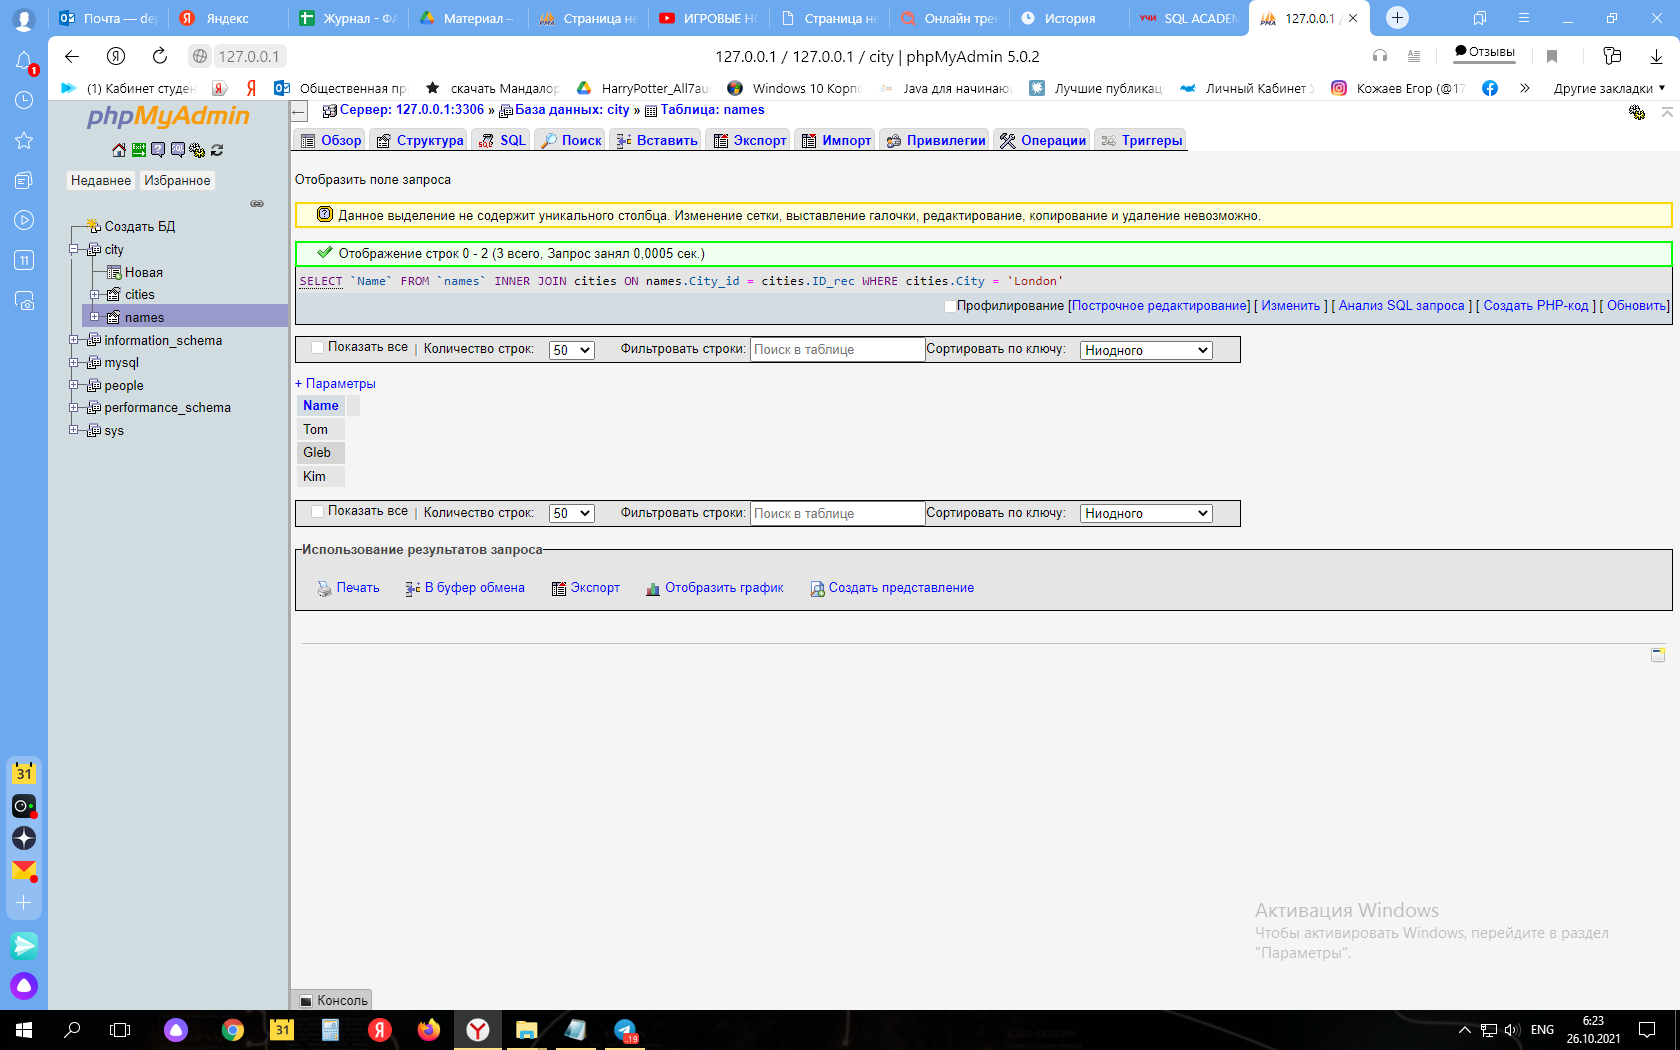 Почта — de
Яндекс
Журнал - ФА
Материал –
Страница не
ИГРОВЫЕ НО
Страница не
Онлайн трен
История
УЧИ SQL ACADEM
127.0.0.1 /
1
127.0.0.1
127.0.0.1 / 127.0.0.1 / city | phpMyAdmin 5.0.2
Отзывы
(1) Кабинет студен
Общественная пр
скачать Мандалор
HarryPotter_All7au
Windows 10 Корпо
Java для начинаю
Лучшие публикац
Личный Кабинет
Кожаев Егор (@17
Другие закладки
phpMyAdmin
Недавнее
Избранное
Создать БД
city
Новая
cities
names
information_schema
mysql
people
performance_schema
sys
Сервер: 127.0.0.1:3306 » База данных: city » Таблица: names
Обзор
Структура
SQL
Поиск
Вставить
Экспорт
Импорт
Привилегии
Операции
Триггеры
Отобразить поле запроса
Данное выделение не содержит уникального столбца. Изменение сетки, выставление галочки, редактирование, копирование и удаление невозможно.
Отображение строк 0 - 2 (3 всего, Запрос занял 0,0005 сек.)
SELECT `Name` FROM `names` INNER JOIN cities ON names.City_id = cities.ID_rec WHERE cities.City = 'London'
Профилирование [Построчное редактирование] [ Изменить ] [ Анализ SQL запроса ] [ Создать PHP-код ] [ Обновить]
Показать все | Количество строк: 50 Фильтровать строки: Поиск в таблице Сортировать по ключу: Ниодного
+ Параметры
Name
Tom
Gleb
Kim
Показать все | Количество строк: 50 Фильтровать строки: Поиск в таблице Сортировать по ключу: Ниодного
Использование результатов запроса
Печать
В буфер обмена
Экспорт
Отобразить график
Создать представление
Активация Windows
Чтобы активировать Windows, перейдите в раздел
"Параметры".
Консоль
11
31
31
19
ENG
6:23
26.10.2021